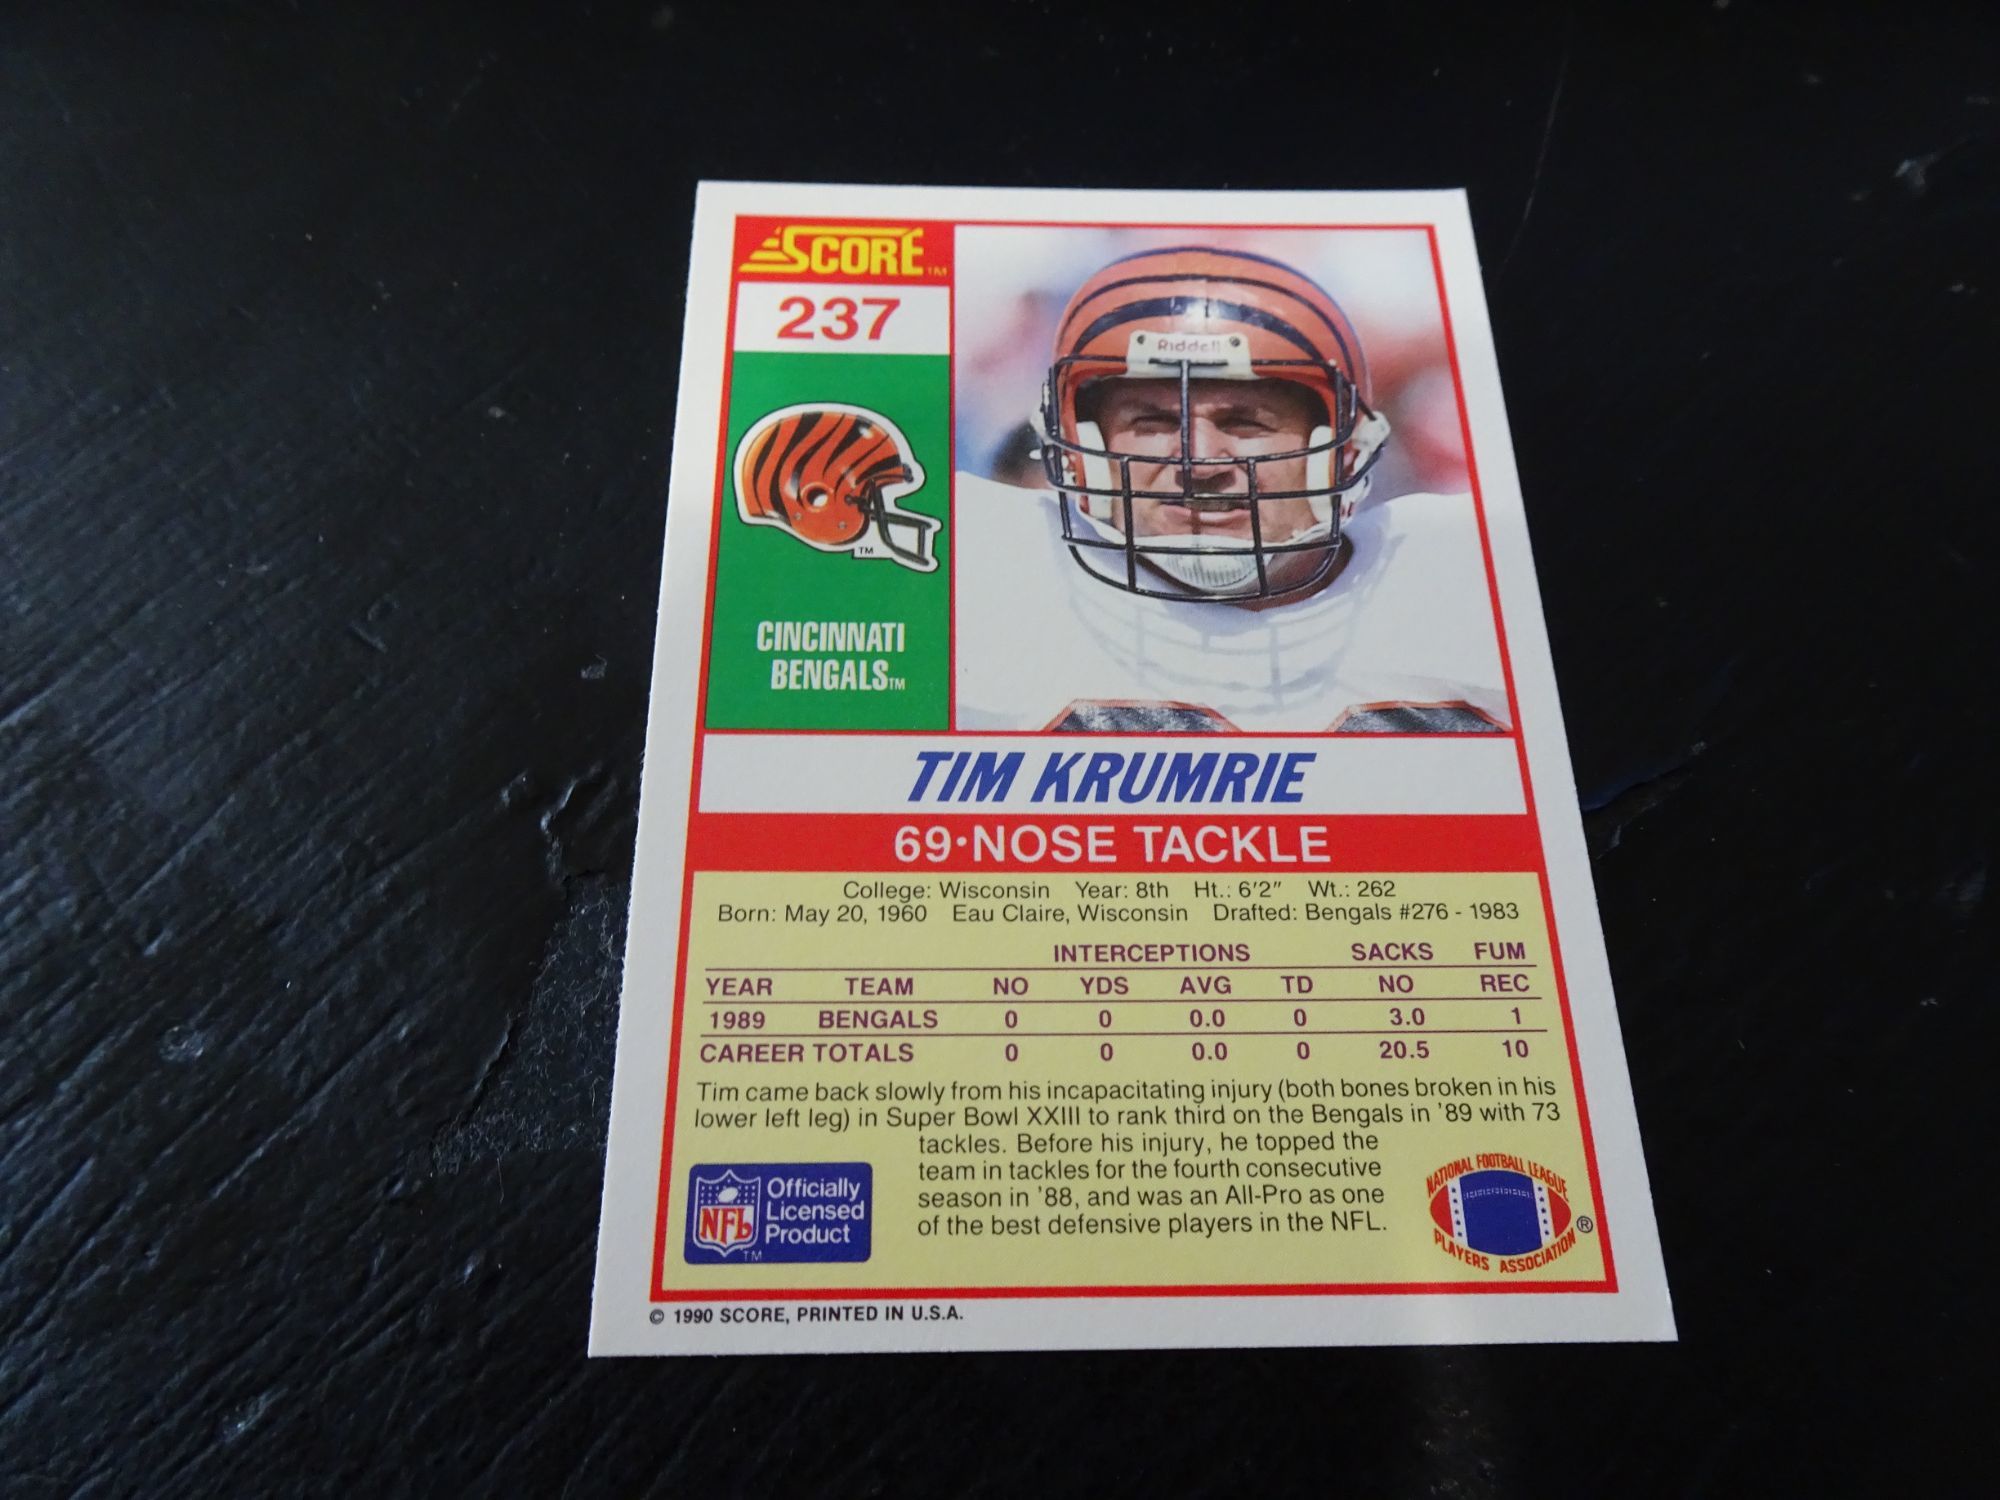 SCORE™
237
Riddell
TM
CINCINNATI
BENGALS™
TIM KRUMRIE
69·NOSE TACKLE
College: Wisconsin Year: 8th Ht.: 6'2" Wt.: 262
Born: May 20, 1960 Eau Claire, Wisconsin Drafted: Bengals #276 - 1983
INTERCEPTIONS SACKS FUM
YEAR TEAM NO YDS AVG TD NO REC
1989 BENGALS 0 0 0.0 0 3.0 1
CAREER TOTALS 0 0 0.0 0 20.5 10
Tim came back slowly from his incapacitating injury (both bones broken in his
lower left leg) in Super Bowl XXIII to rank third on the Bengals in '89 with 73
tackles. Before his injury, he topped the
team in tackles for the fourth consecutive
season in '88, and was an All-Pro as one
of the best defensive players in the NFL.
NFL
TM
Officially
Licensed
Product
NATIONAL FOOTBALL LEAGUE
PLAYERS ASSOCIATION®
© 1990 SCORE, PRINTED IN U.S.A.